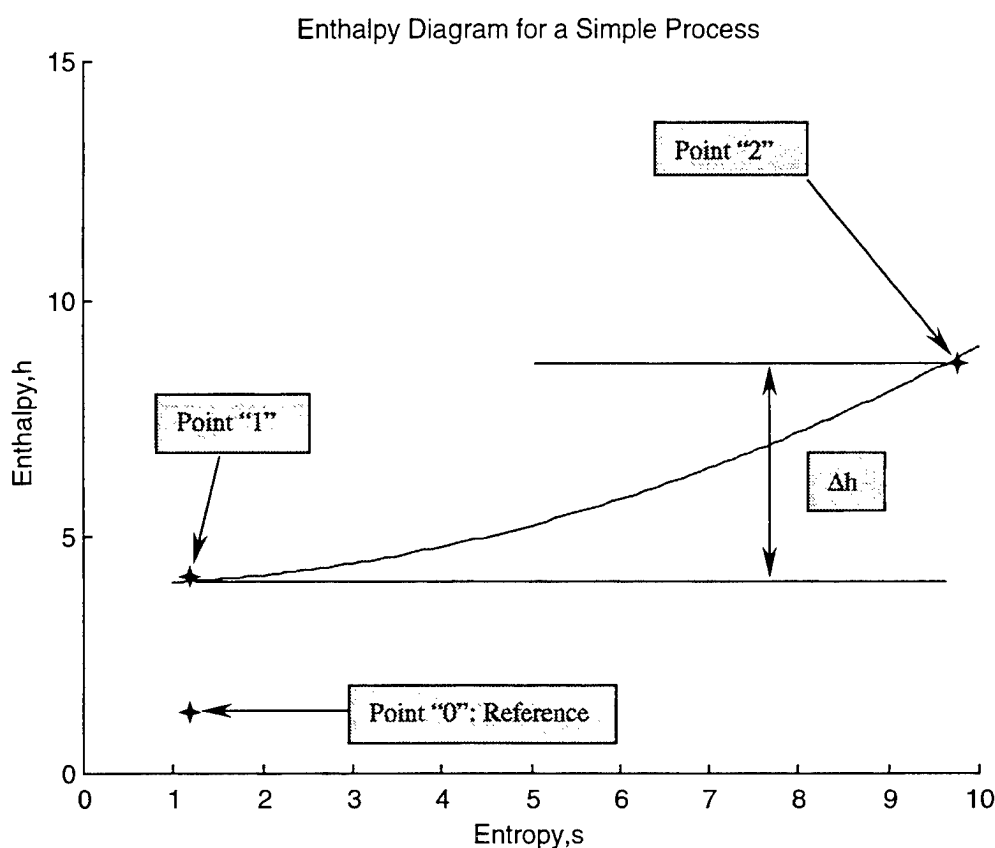 Enthalpy Diagram for a Simple Process
15
Point “2”
10
Point “1”
Δh
Enthalpy,h
5
Point “0”: Reference
0
0 1 2 3 4 5 6 7 8 9 10
Entropy,s